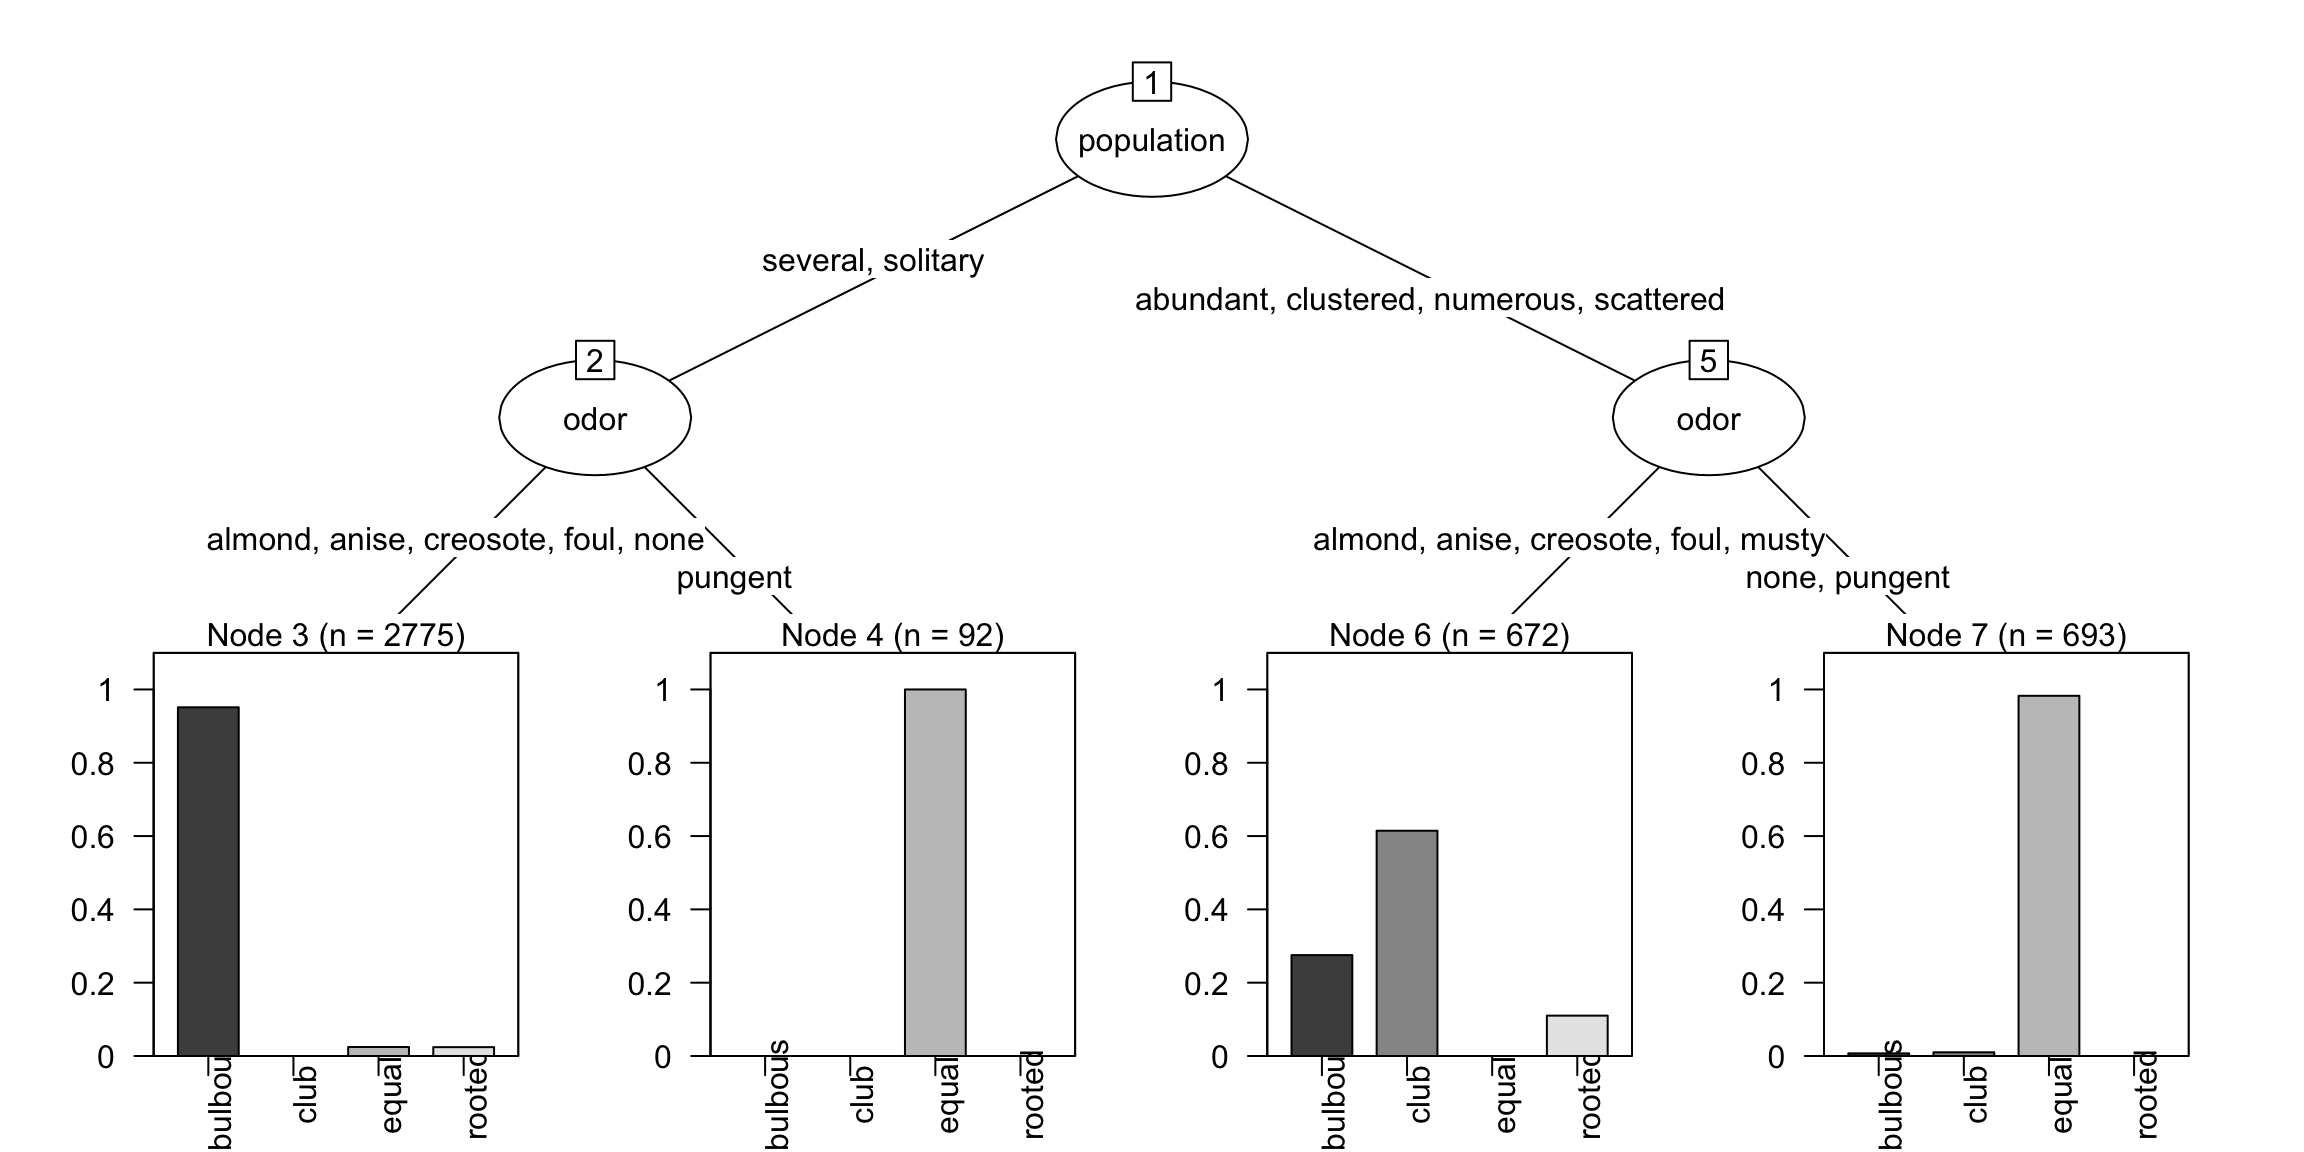 1
population
several, solitary
abundant, clustered, numerous, scattered
2
odor
5
odor
almond, anise, creosote, foul, none
pungent
almond, anise, creosote, foul, musty
none, pungent
Node 3 (n = 2775)
1
0.8
0.6
0.4
0.2
0
bulbou
club
equal
rooted
Node 4 (n = 92)
1
0.8
0.6
0.4
0.2
0
bulbous
club
equal
rooted
Node 6 (n = 672)
1
0.8
0.6
0.4
0.2
0
bulbou
club
equal
rooted
Node 7 (n = 693)
1
0.8
0.6
0.4
0.2
0
bulbous
club
equal
rooted